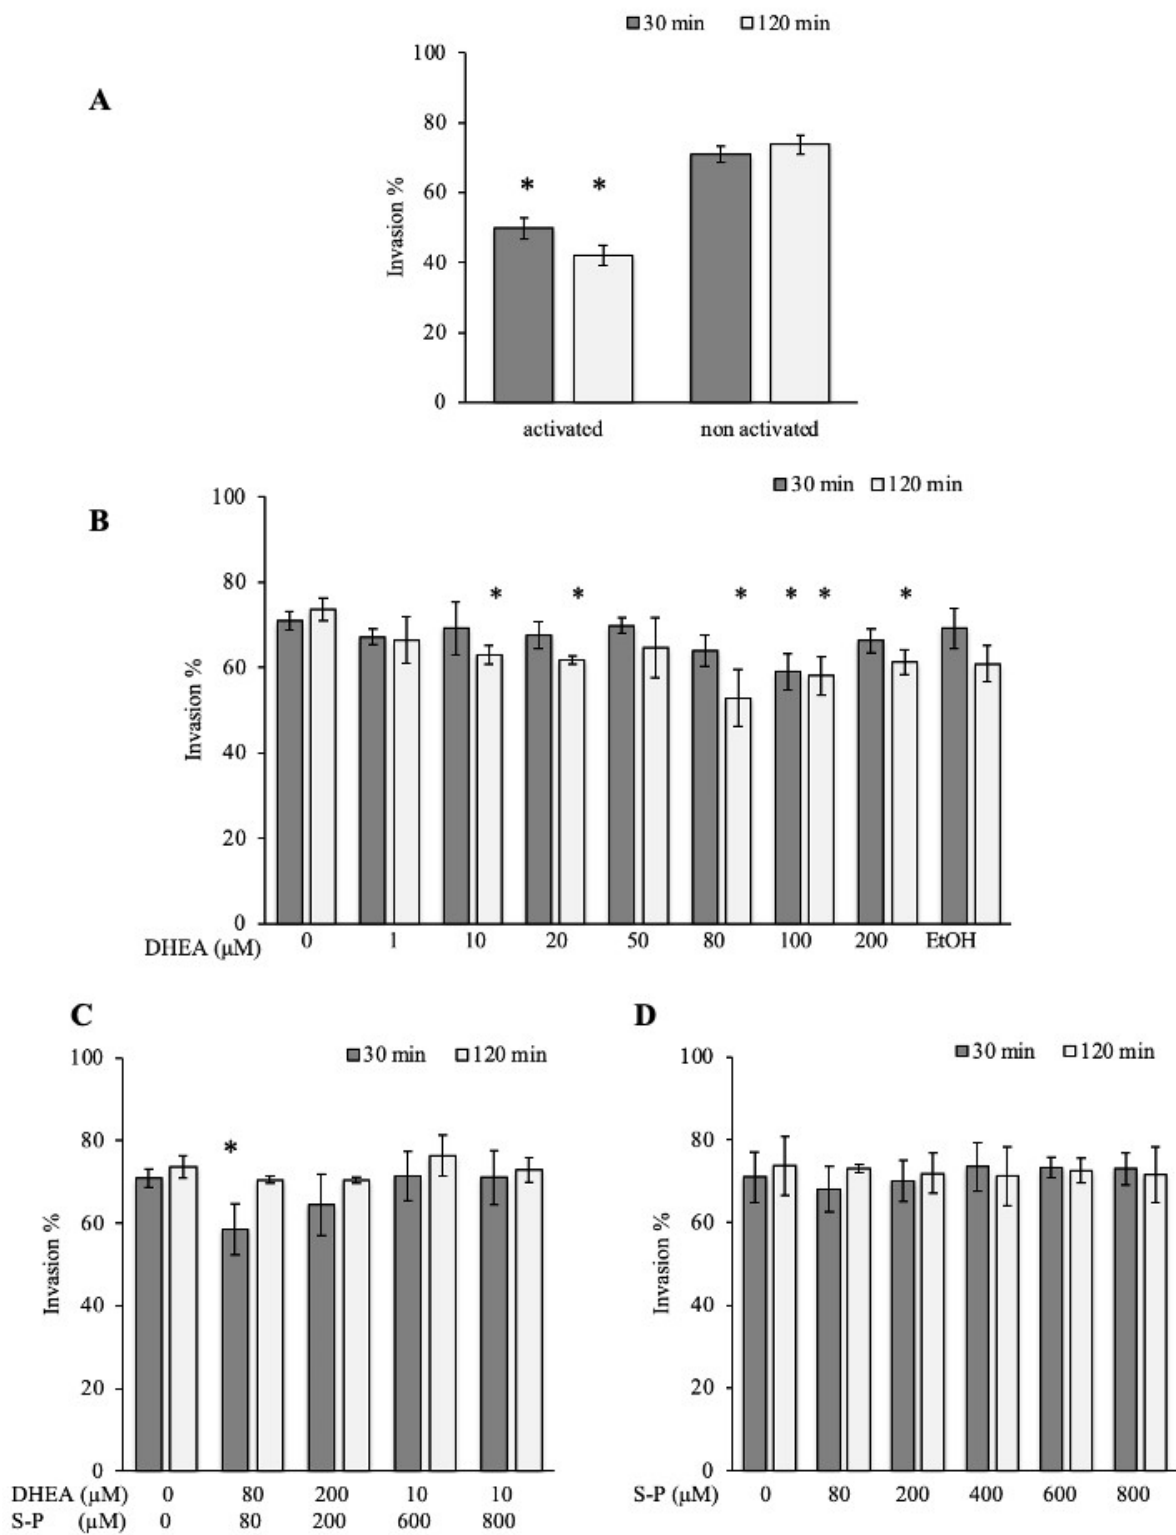 30 min 120 min
A
100
80
60
40
20
0
Invasion %
* *
activated non activated
30 min 120 min
B
100
80
60
40
20
0
Invasion %
* * * * * *
DHEA (µM) 0 1 10 20 50 80 100 200 EtOH
C
30 min 120 min
100
80
60
40
20
0
Invasion %
*
DHEA (µM) 0 80 200 10 10
S-P (µM) 0 80 200 600 800
D
30 min 120 min
100
80
60
40
20
0
Invasion %
S-P (µM) 0 80 200 400 600 800